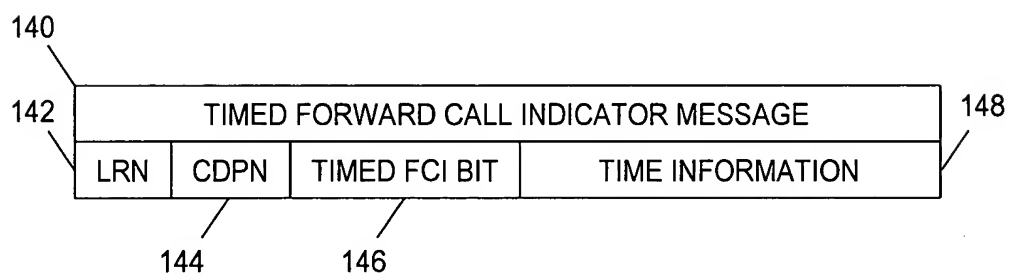 140
142
TIMED FORWARD CALL INDICATOR MESSAGE
148
LRN CDPN TIMED FCI BIT TIME INFORMATION
144 146